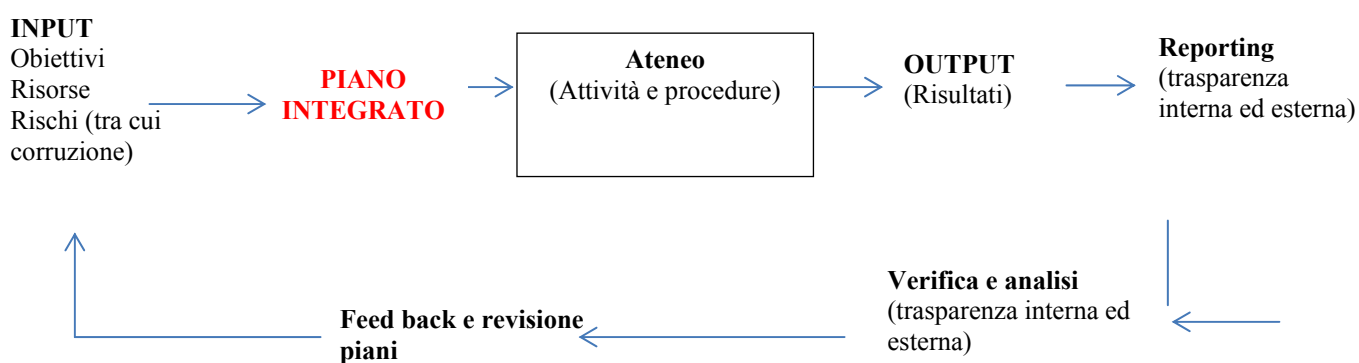 INPUT
Obiettivi
Risorse
Rischi (tra cui
corruzione)
PIANO
INTEGRATO
Ateneo
(Attività e procedure)
OUTPUT
(Risultati)
Reporting
(trasparenza
interna ed esterna)
Verifica e analisi
(trasparenza interna ed
esterna)
Feed back e revisione
piani